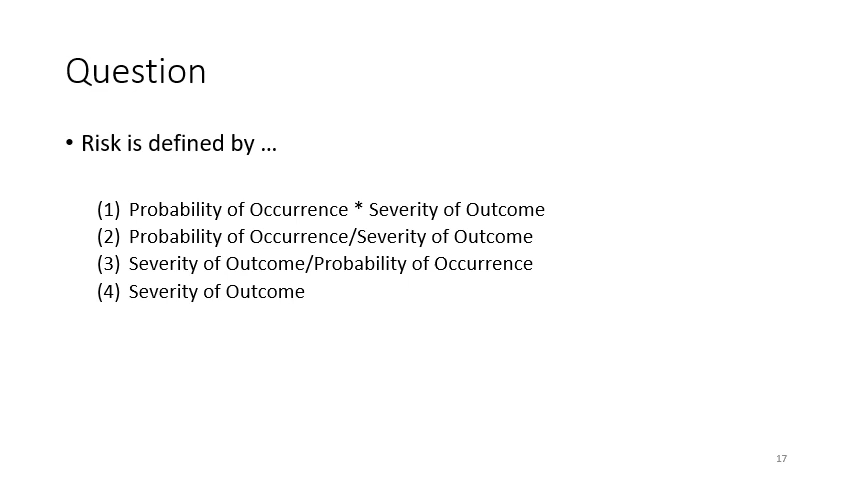 Question
• Risk is defined by …
(1) Probability of Occurrence * Severity of Outcome
(2) Probability of Occurrence/Severity of Outcome
(3) Severity of Outcome/Probability of Occurrence
(4) Severity of Outcome
17